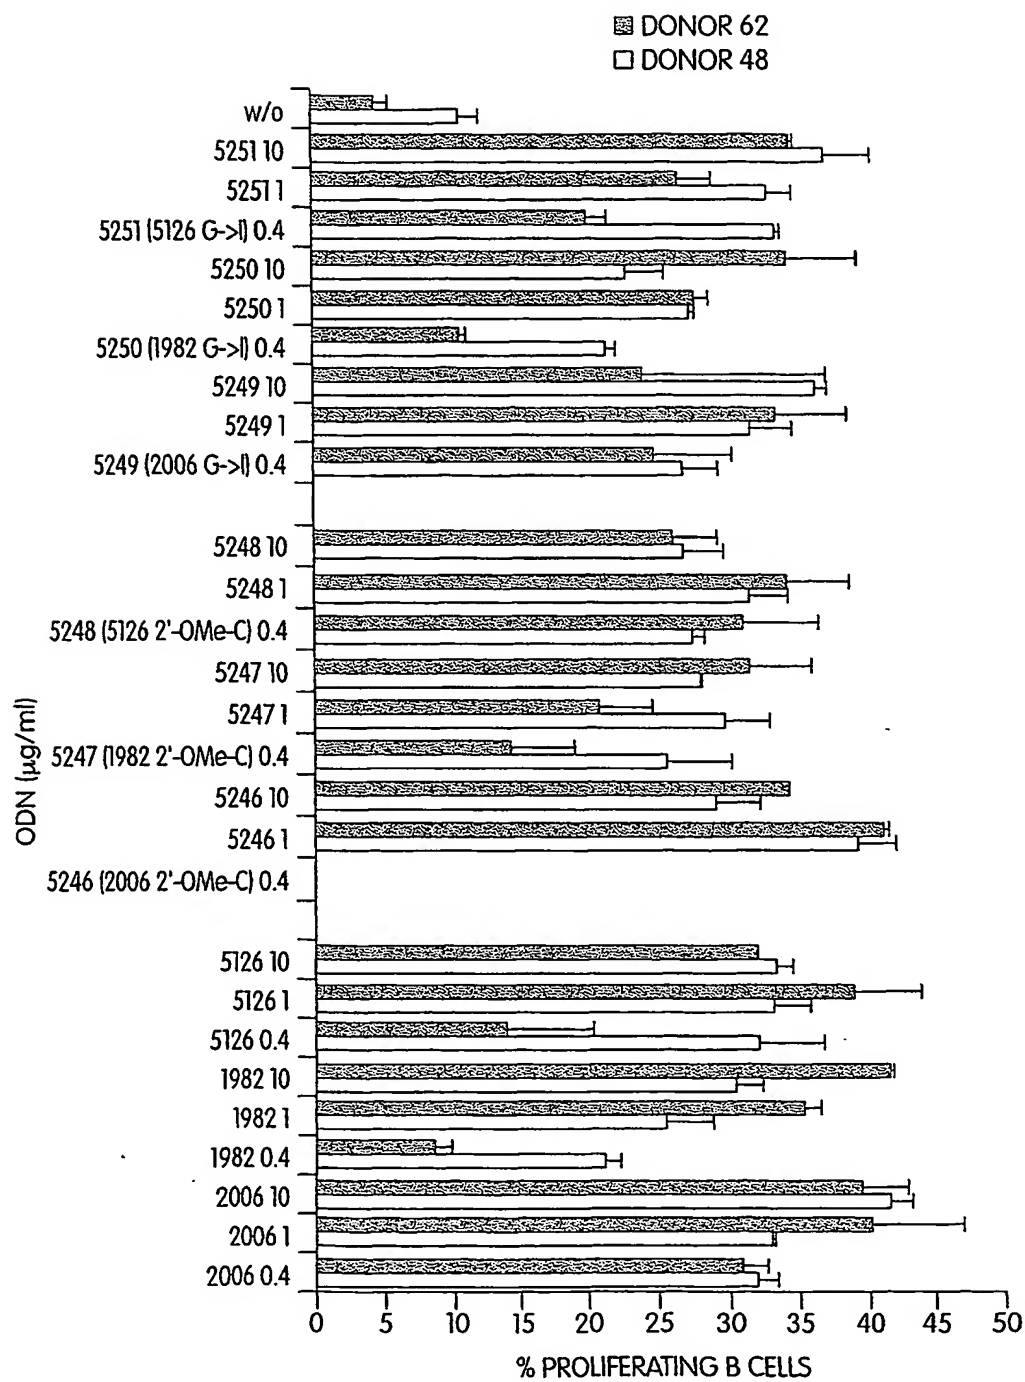 DONOR 62
DONOR 48
w/o
5251 10
5251 1
5251 (5126 G->I) 0.4
5250 10
5250 1
5250 (1982 G->I) 0.4
5249 10
5249 1
5249 (2006 G->I) 0.4
5248 10
5248 1
5248 (5126 2'-OMe-C) 0.4
5247 10
5247 1
5247 (1982 2'-OMe-C) 0.4
5246 10
5246 1
5246 (2006 2'-OMe-C) 0.4
5126 10
5126 1
5126 0.4
1982 10
1982 1
1982 0.4
2006 10
2006 1
2006 0.4
ODN (µg/ml)
0 5 10 15 20 25 30 35 40 45 50
% PROLIFERATING B CELLS